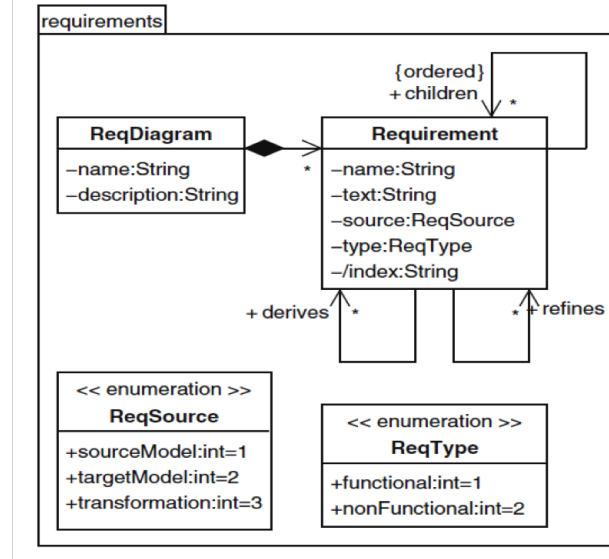 requirements
{ordered}
+ children
*
ReqDiagram
–name:String
–description:String
*
Requirement
–name:String
–text:String
–source:ReqSource
–type:ReqType
–/index:String
+ derives
*
*
+ refines
<< enumeration >>
ReqSource
+sourceModel:int=1
+targetModel:int=2
+transformation:int=3
<< enumeration >>
ReqType
+functional:int=1
+nonFunctional:int=2